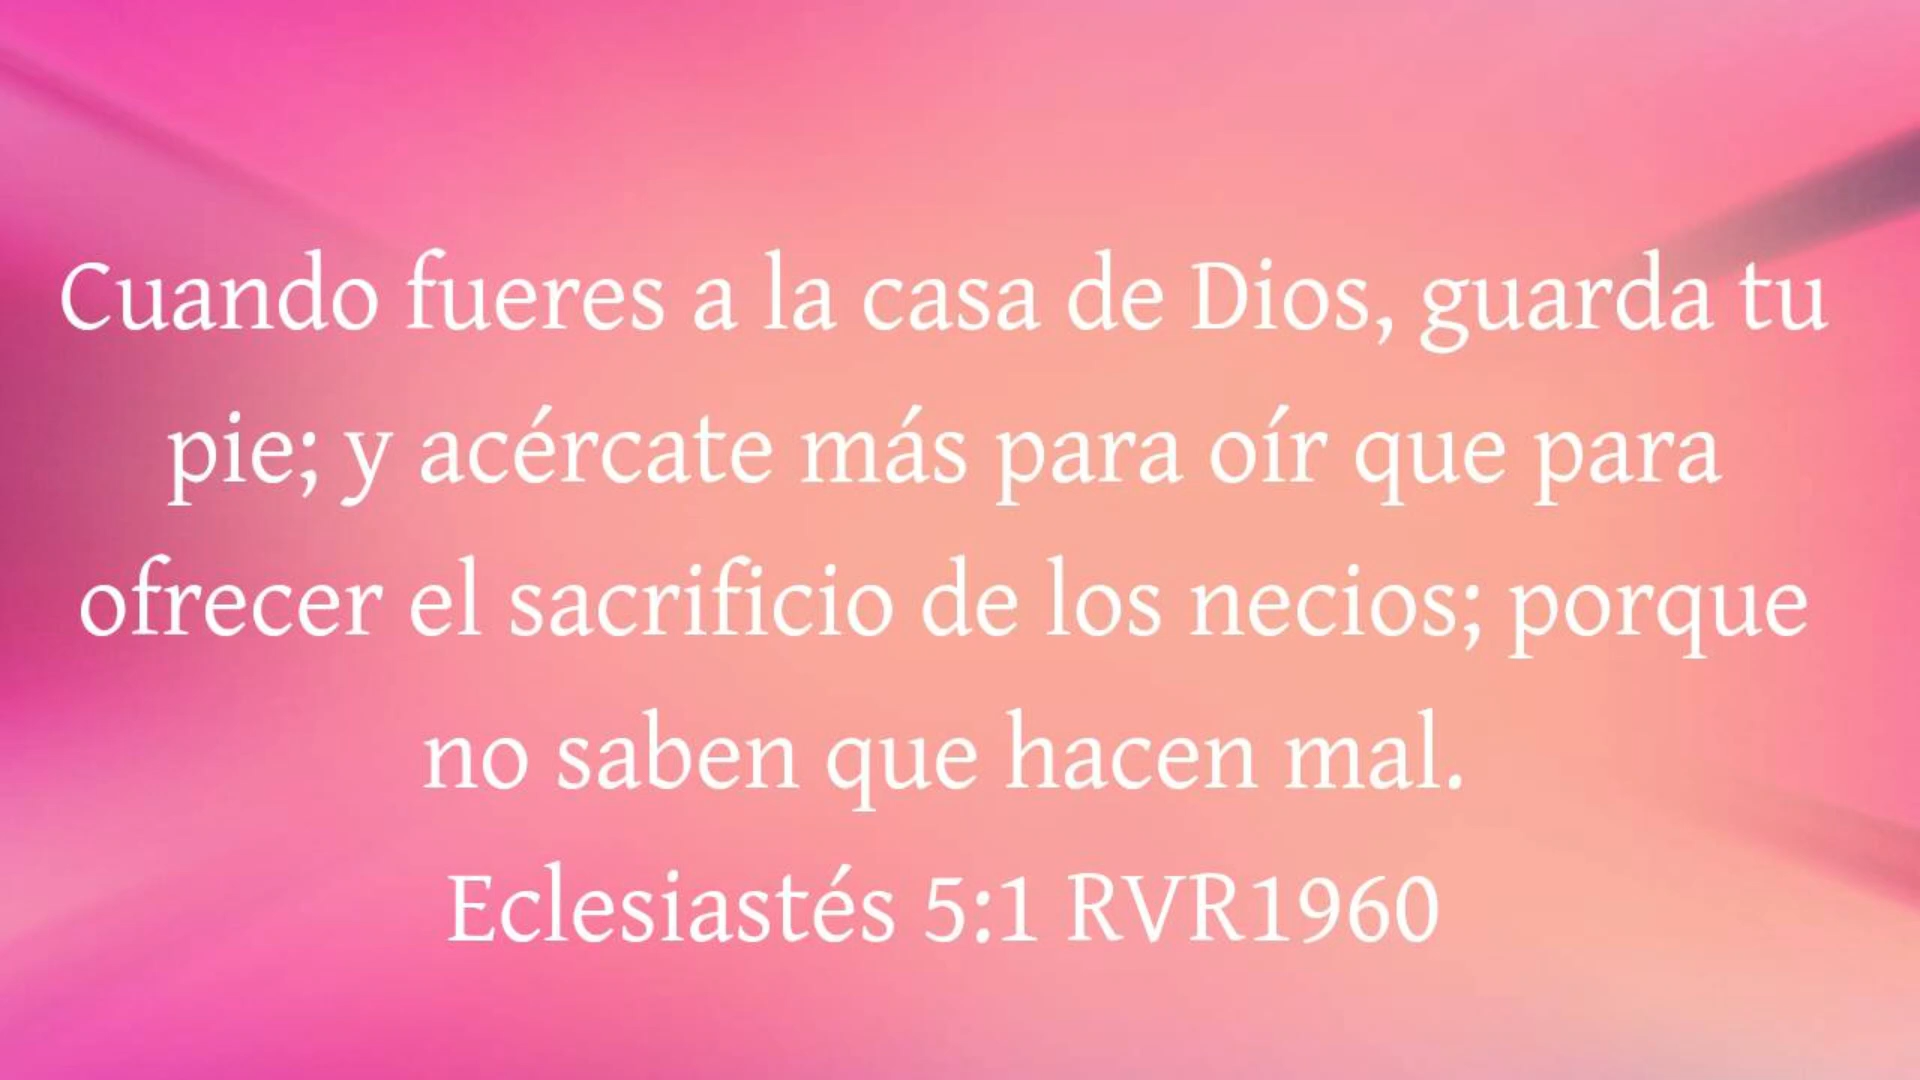 Cuando fueres a la casa de Dios, guarda tu
pie; y acércate más para oír que para
ofrecer el sacrificio de los necios; porque
no saben que hacen mal.
Eclesiastés 5:1 RVR1960